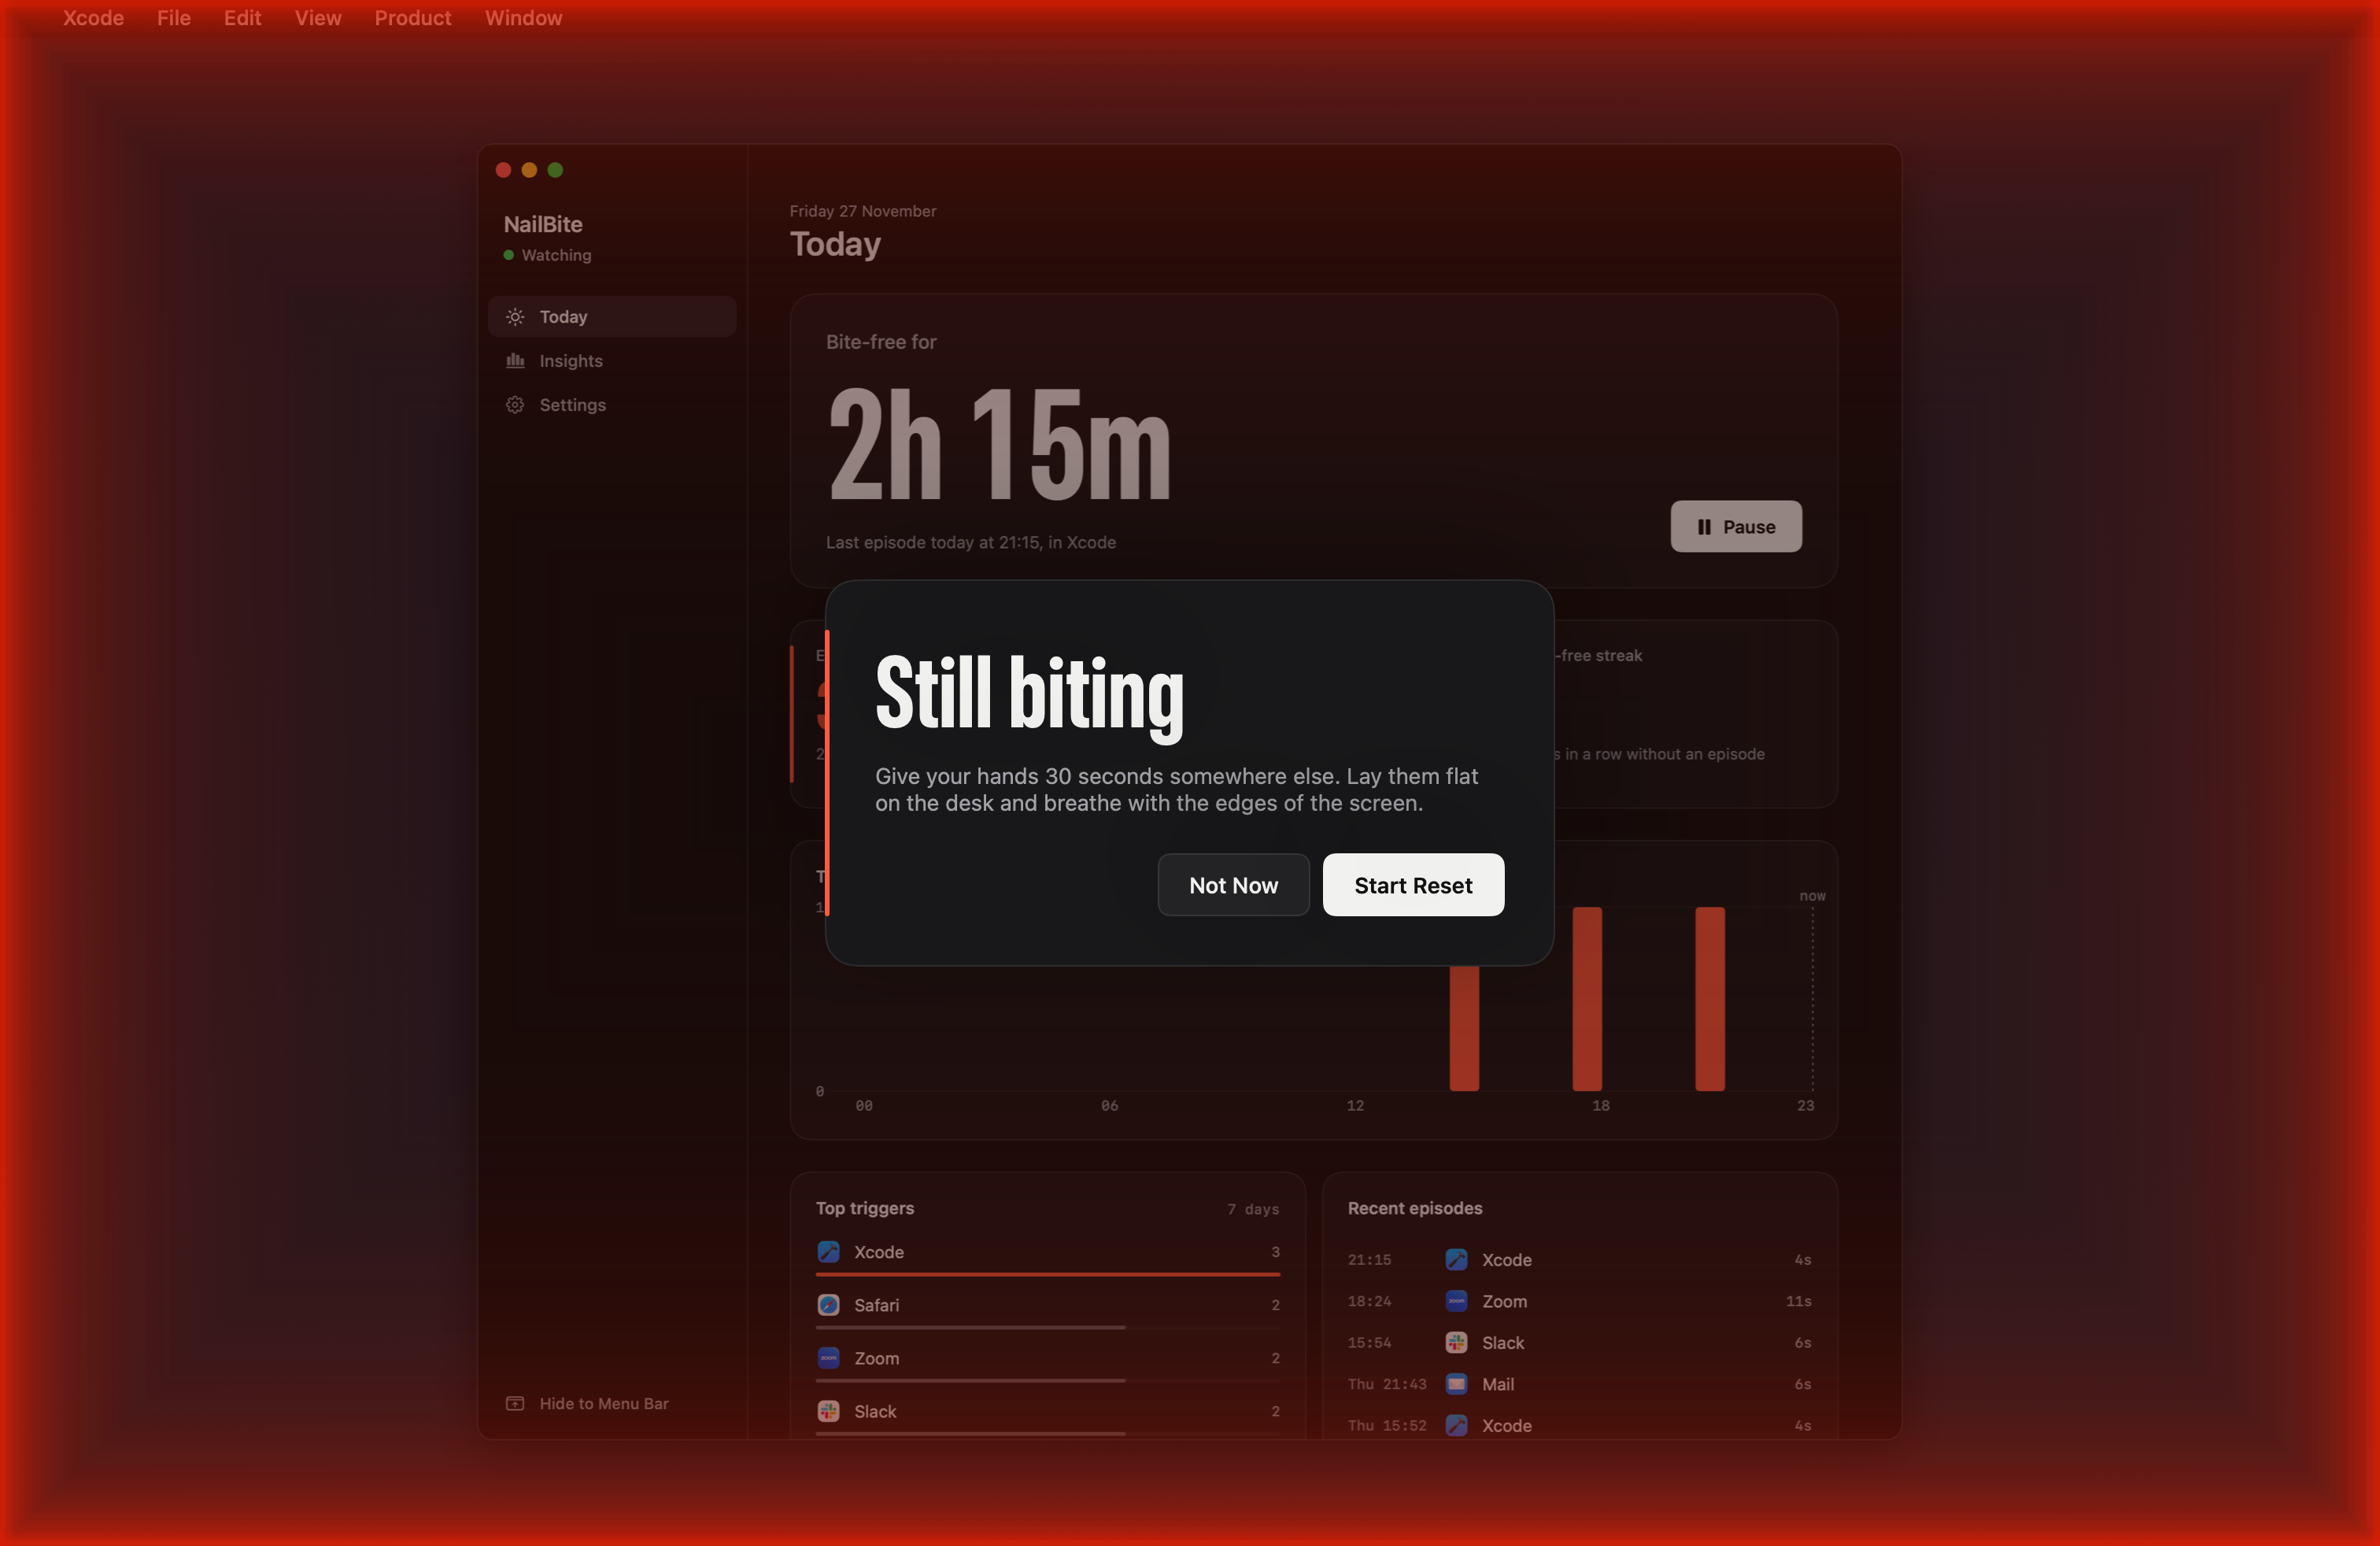 Xcode File Edit View Product Window
NailBite
Watching
Today
Insights
Settings
Hide to Menu Bar
Friday 27 November
Today
Bite-free for
2h 15m
Last episode today at 21:15, in Xcode
Pause
-free streak
in a row without an episode
Still biting
Give your hands 30 seconds somewhere else. Lay them flat
on the desk and breathe with the edges of the screen.
Not Now
Start Reset
now
1
0
00 06 12 18 23
Top triggers 7 days
Xcode 3
Safari 2
Zoom 2
Slack 2
Recent episodes
21:15 Xcode 4s
18:24 zoom Zoom 11s
15:54 Slack 6s
Thu 21:43 Mail 6s
Thu 15:52 Xcode 4s